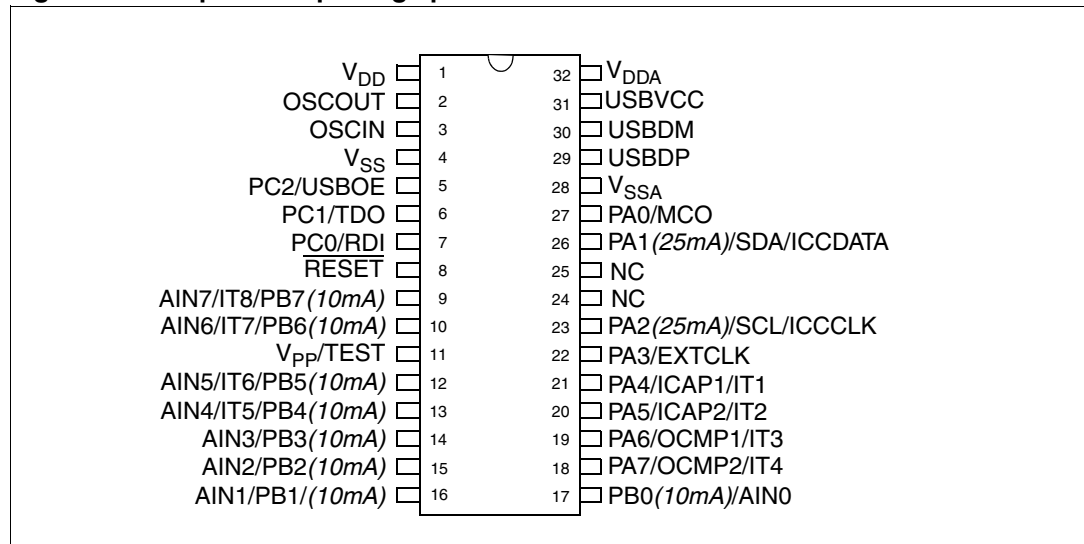 V_DD 1 32 V_DDA
OSCOUT 2 31 USBVCC
OSCIN 3 30 USBDM
V_SS 4 29 USBDP
PC2/USBOE 5 28 V_SSA
PC1/TDO 6 27 PA0/MCO
PC0/RDI 7 26 PA1(25mA)/SDA/ICCDATA
RESET 8 25 NC
AIN7/IT8/PB7(10mA) 9 24 NC
AIN6/IT7/PB6(10mA) 10 23 PA2(25mA)/SCL/ICCCLK
V_PP/TEST 11 22 PA3/EXTCLK
AIN5/IT6/PB5(10mA) 12 21 PA4/ICAP1/IT1
AIN4/IT5/PB4(10mA) 13 20 PA5/ICAP2/IT2
AIN3/PB3(10mA) 14 19 PA6/OCMP1/IT3
AIN2/PB2(10mA) 15 18 PA7/OCMP2/IT4
AIN1/PB1/(10mA) 16 17 PB0(10mA)/AIN0